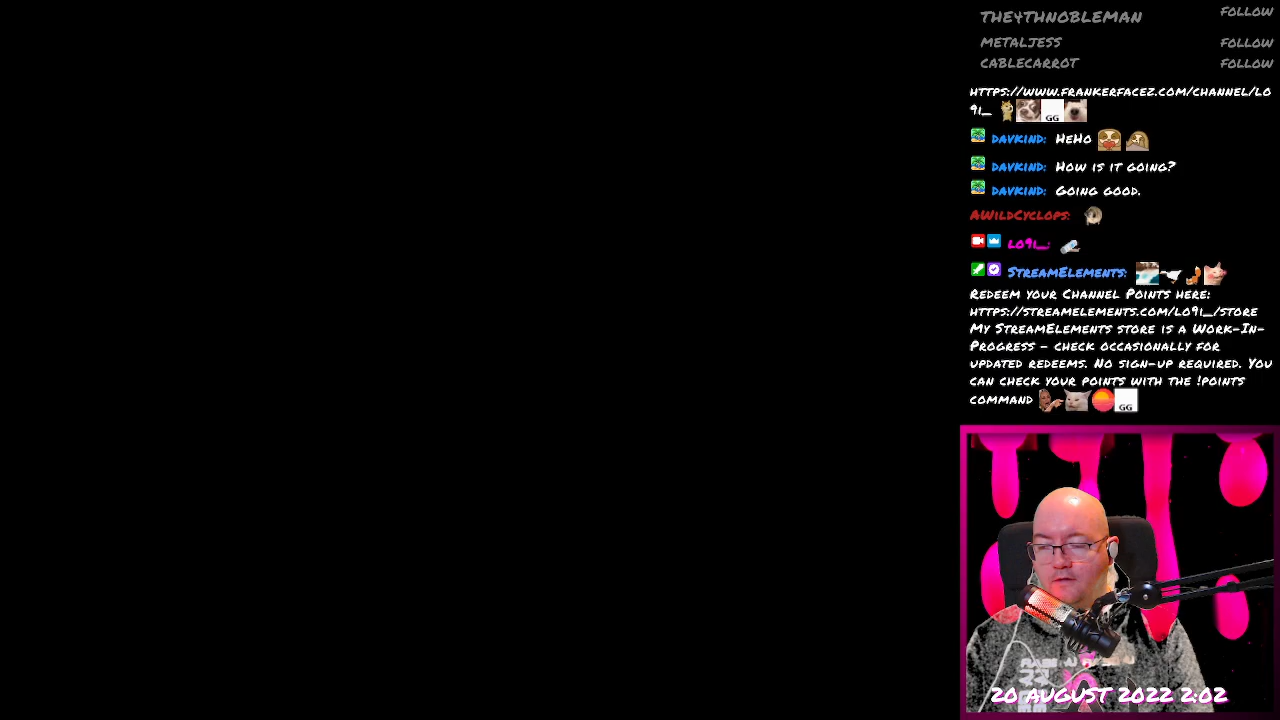 THE4THNOBLEMAN FOLLOW
METALJESS FOLLOW
CABLECARROT FOLLOW
HTTPS://WWW.FRANKERFACEZ.COM/CHANNEL/LO
9I_ GG
DAVKIND: HEHO
DAVKIND: HOW IS IT GOING?
DAVKIND: GOING GOOD.
AWILDCYCLOPS:
LO9I_:
STREAMELEMENTS:
REDEEM YOUR CHANNEL POINTS HERE:
HTTPS://STREAMELEMENTS.COM/LO9I_/STORE
MY STREAMELEMENTS STORE IS A WORK-IN-
PROGRESS - CHECK OCCASIONALLY FOR
UPDATED REDEEMS. NO SIGN-UP REQUIRED. YOU
CAN CHECK YOUR POINTS WITH THE !POINTS
COMMAND GG
20 AUGUST 2022 2:02